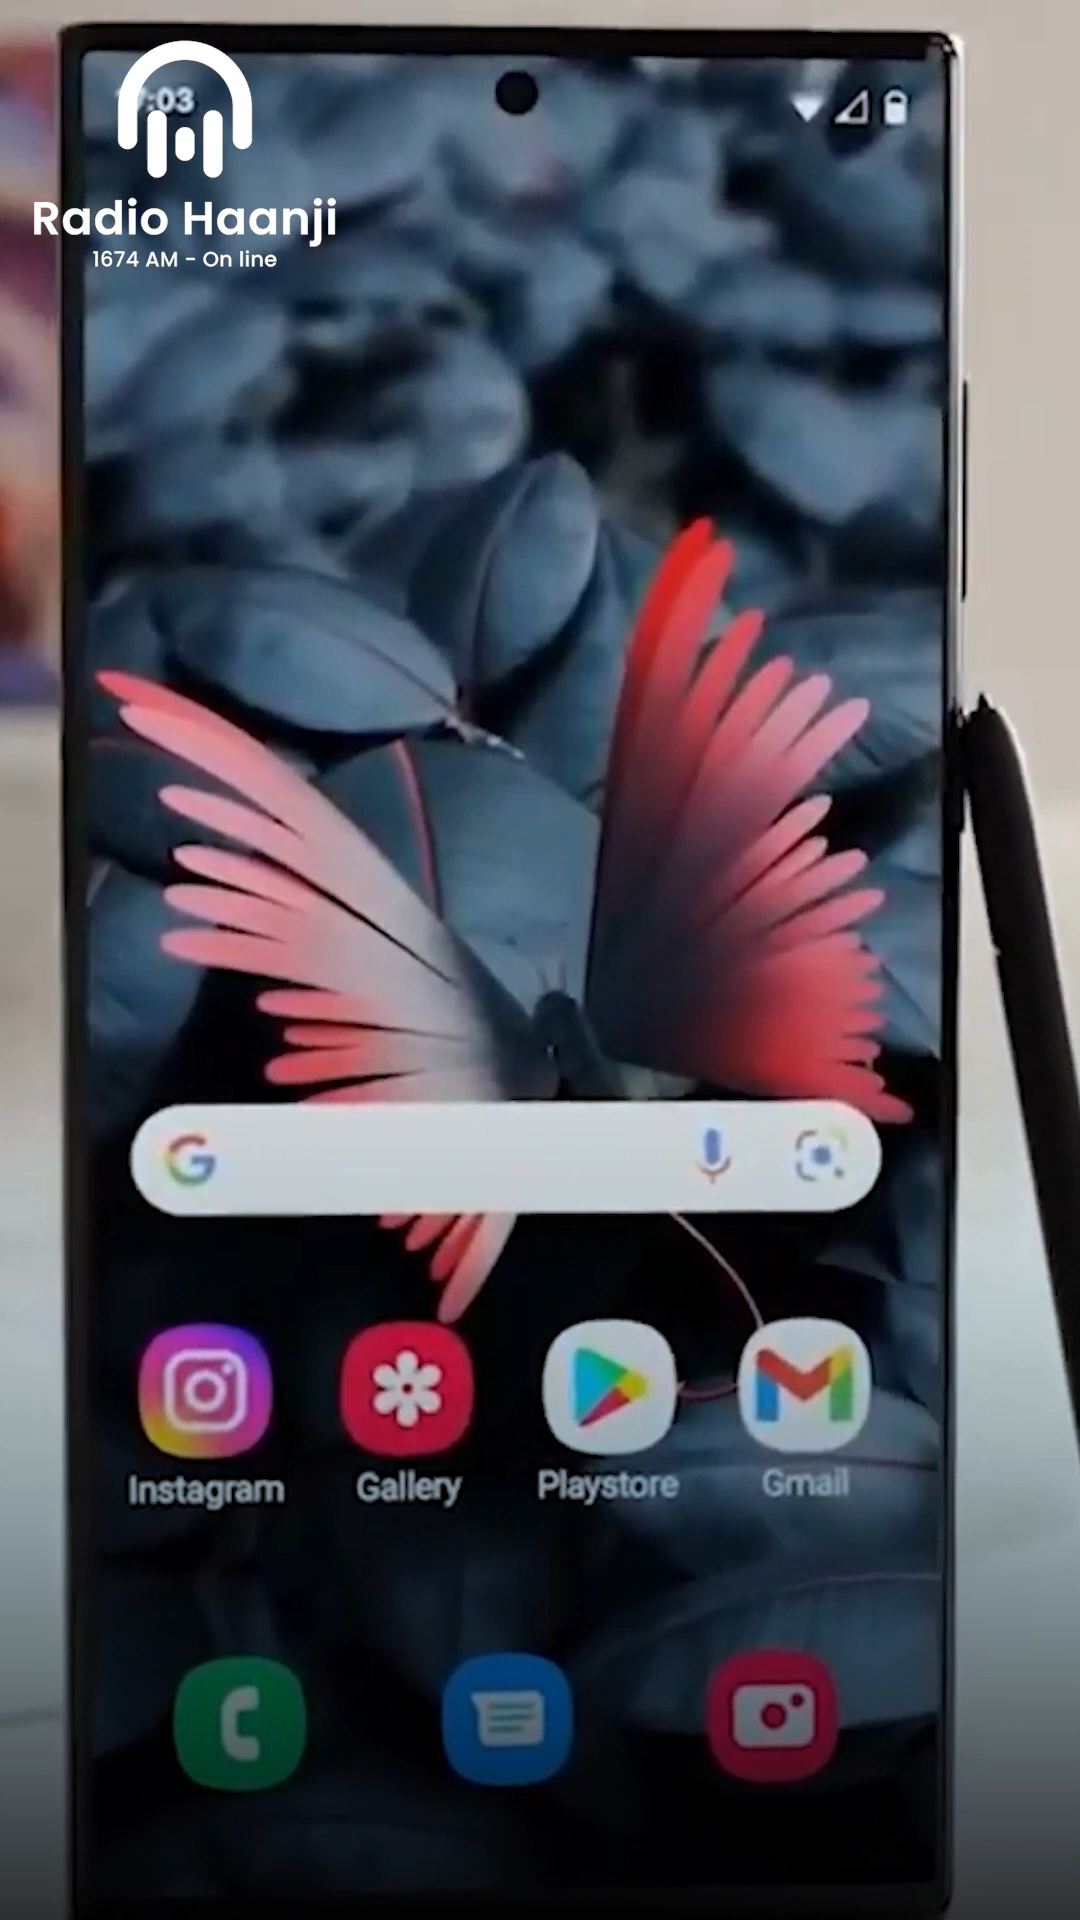 :03
Radio Haanji
1674 AM - On line
Instagram
Gallery
Playstore
Gmail